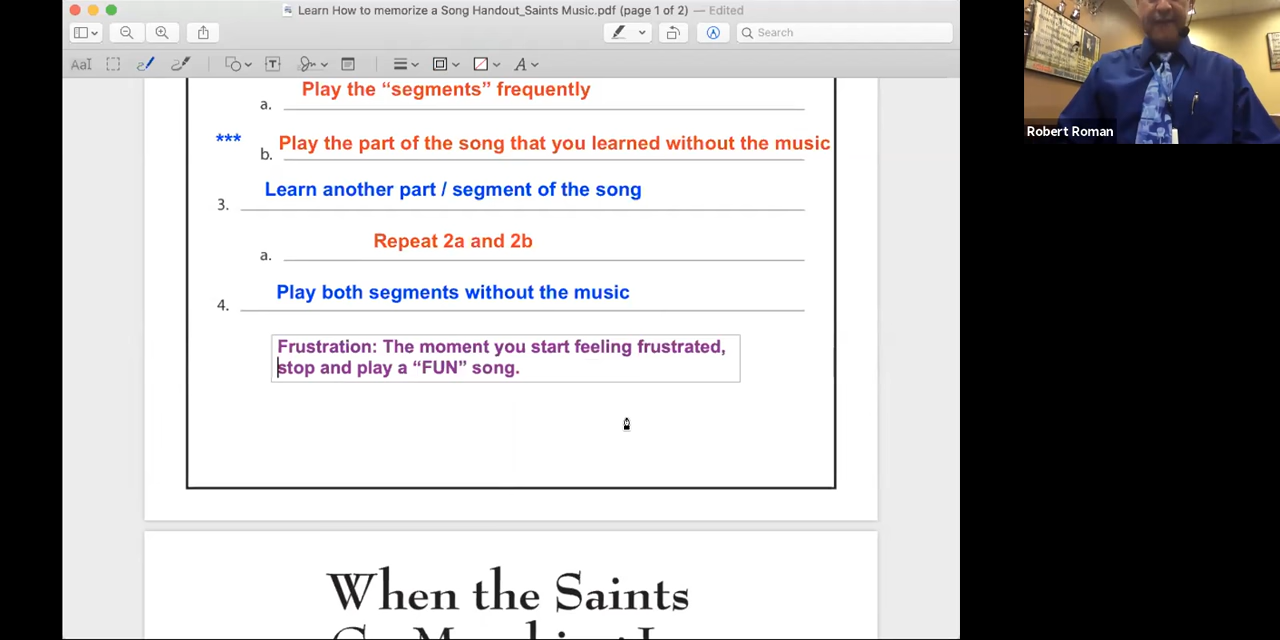 Learn How to memorize a Song Handout_Saints Music.pdf (page 1 of 2) — Edited
Search
AaI
T
A
Play the “segments” frequently
a.
***
Play the part of the song that you learned without the music
b.
Learn another part / segment of the song
3.
Repeat 2a and 2b
a.
Play both segments without the music
4.
Frustration: The moment you start feeling frustrated,
stop and play a “FUN” song.
When the Saints
Robert Roman